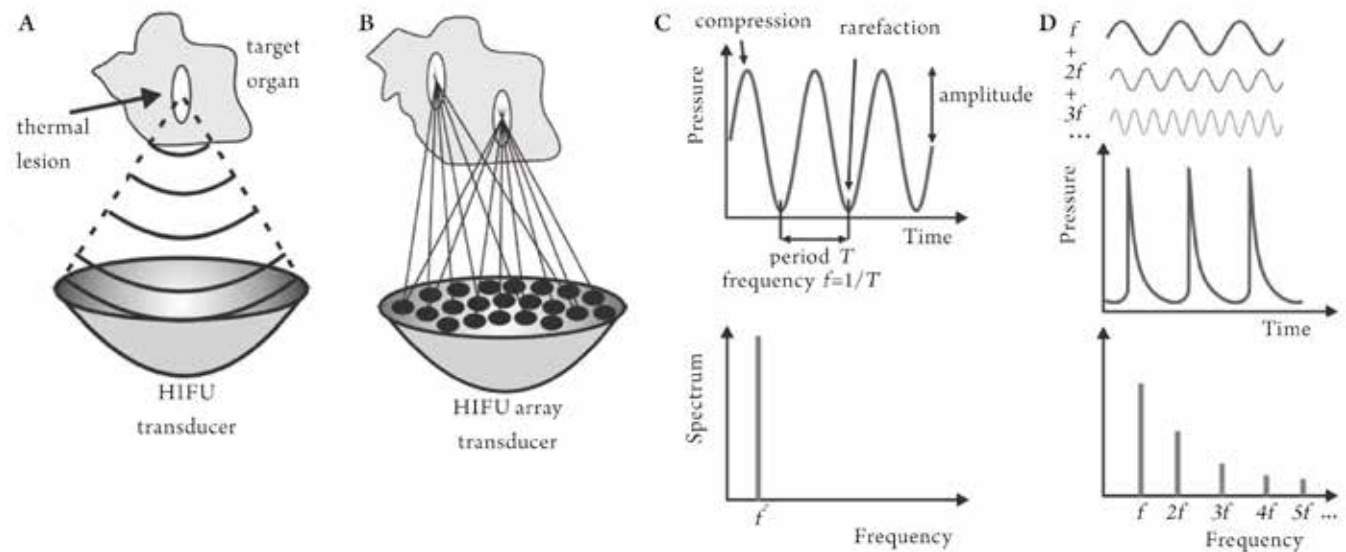 A
target
organ
thermal
lesion
HIFU
transducer
B
HIFU array
transducer
C
compression
rarefaction
Pressure
amplitude
Time
period T
frequency f=1/T
Spectrum
f
Frequency
D
f
+
2f
+
3f
...
Pressure
Time
f 2f 3f 4f 5f ...
Frequency